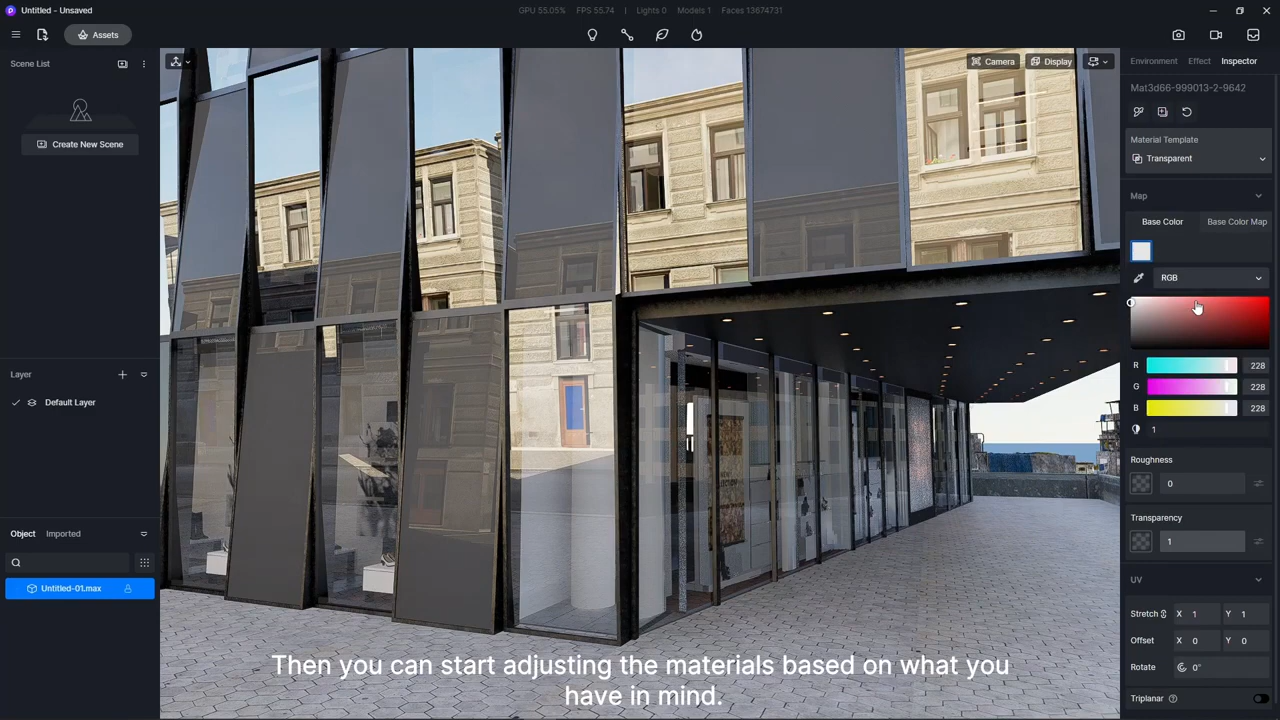 Untitled - Unsaved
GPU 55.05% FPS 55.74 | Lights 0 Models 1 Faces 13674731
Assets
Scene List
Create New Scene
Layer
Default Layer
Object Imported
Untitled-01.max
Camera Display
Environment Effect Inspector
Mat3d66-999013-2-9642
Material Template
Transparent
Map
Base Color Base Color Map
RGB
R 228
G 228
B 228
1
Roughness
0
Transparency
1
UV
Stretch X 1 Y 1
Offset X 0 Y 0
Rotate 0°
Triplanar
Then you can start adjusting the materials based on what you
have in mind.